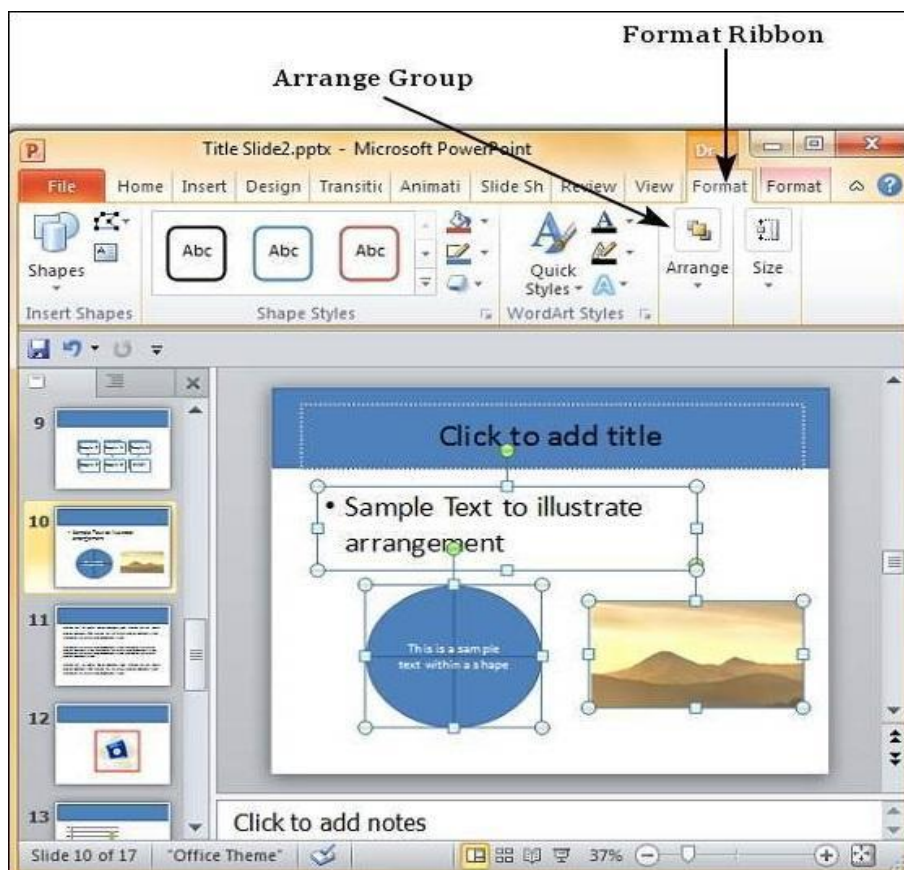 Format Ribbon
Arrange Group
Title Slide2.pptx - Microsoft PowerPoint
Dr...
File Home Insert Design Transitic Animati Slide Sh Review View Format Format
Abc Abc Abc
Shapes
Quick
Styles
Arrange
Size
Insert Shapes
Shape Styles
WordArt Styles
9
10
11
12
13
Click to add title
• Sample Text to illustrate
arrangement
This is a sample
text within a shape
Click to add notes
Slide 10 of 17 "Office Theme" 37%